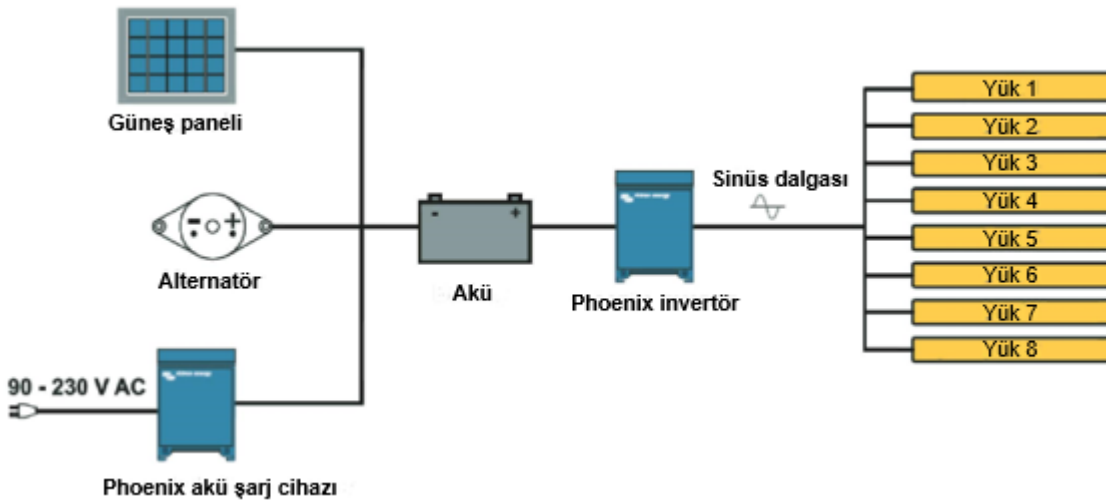 Güneş paneli
Alternatör
90 - 230 V AC
Phoenix akü şarj cihazı
- +
- +
Akü
Phoenix invertör
Sinüs dalgası
Yük 1
Yük 2
Yük 3
Yük 4
Yük 5
Yük 6
Yük 7
Yük 8